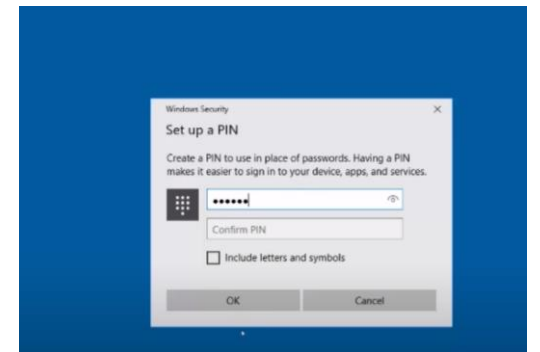 Windows Security
Set up a PIN
Create a PIN to use in place of passwords. Having a PIN
makes it easier to sign in to your device, apps, and services.
••••••
Confirm PIN
Include letters and symbols
OK
Cancel